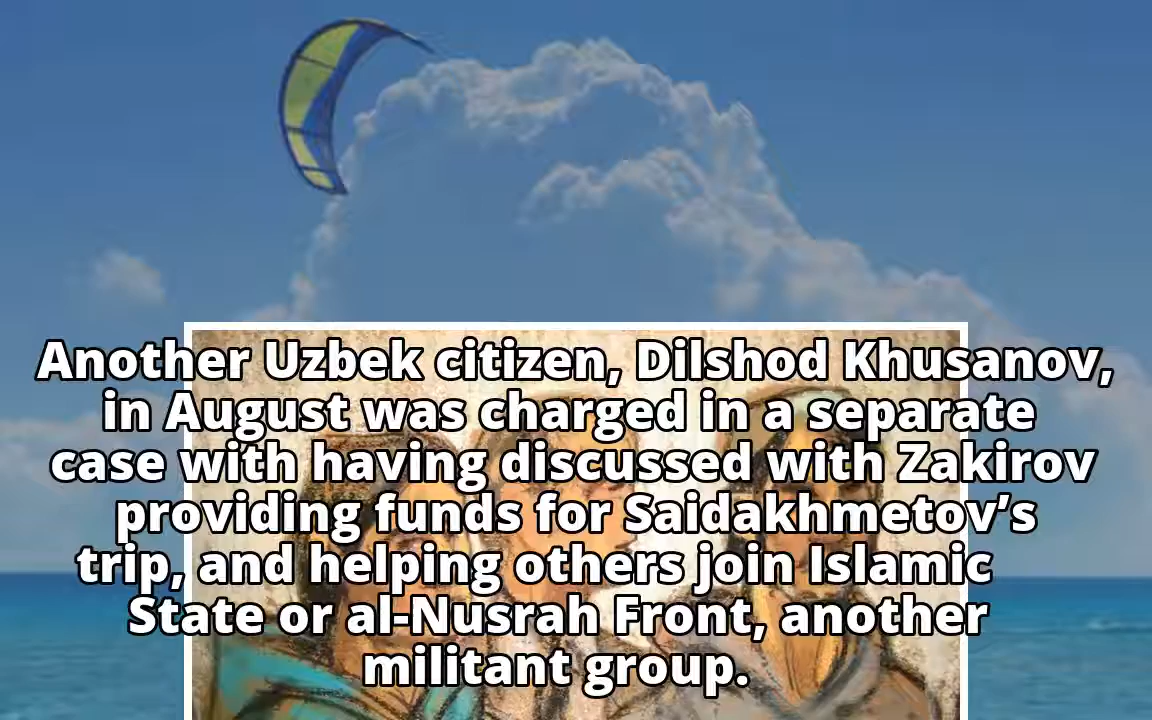 Another Uzbek citizen, Dilshod Khusanov,
in August was charged in a separate
case with having discussed with Zakirov
providing funds for Saidakhmetov’s
trip, and helping others join Islamic
State or al-Nusrah Front, another
militant group.